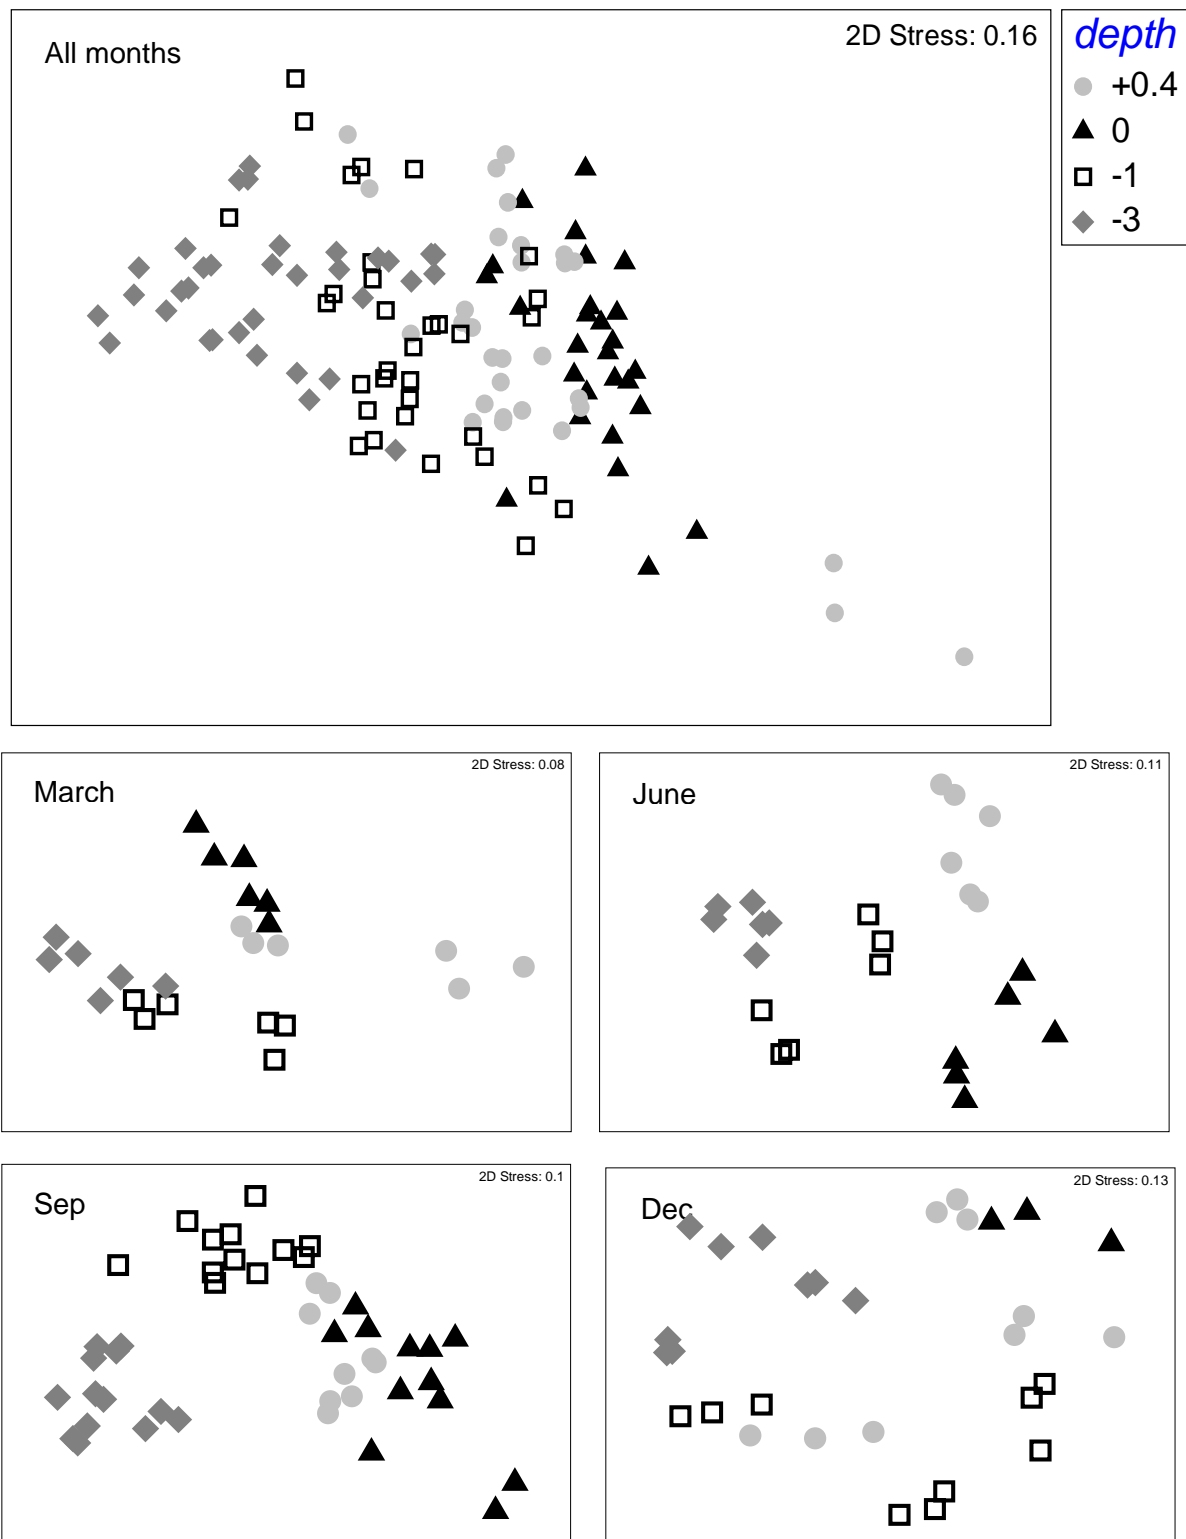 All months
2D Stress: 0.16
depth
+0.4
0
-1
-3
March
2D Stress: 0.08
June
2D Stress: 0.11
Sep
2D Stress: 0.1
Dec
2D Stress: 0.13